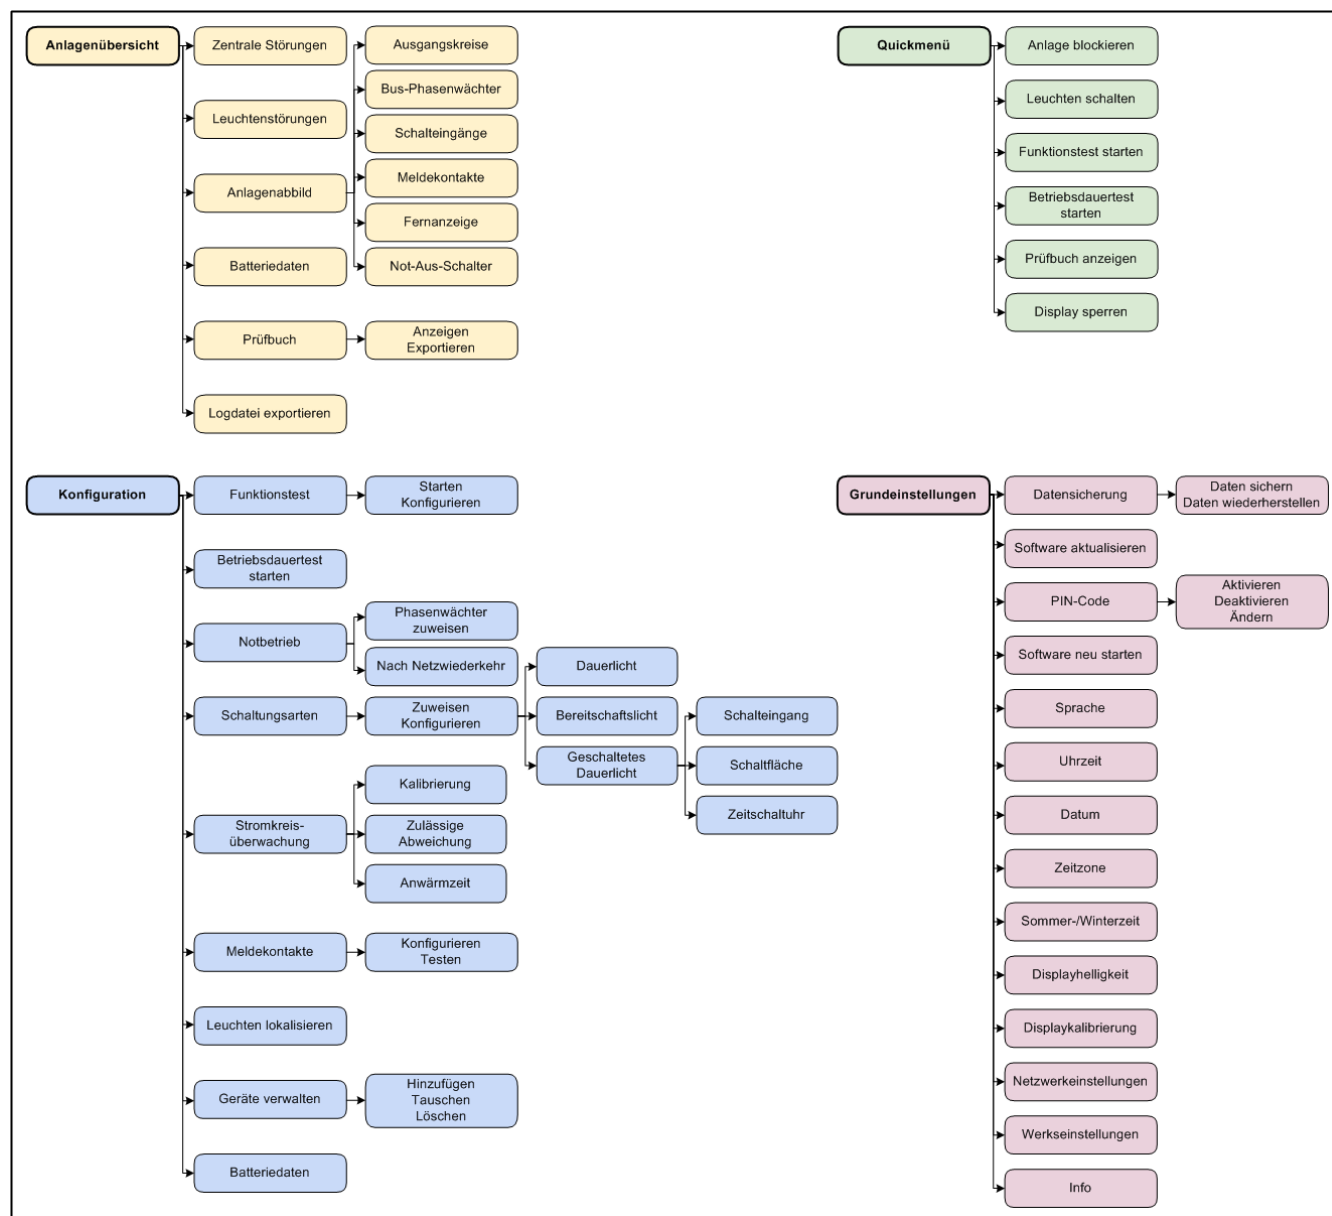 Anlagenübersicht
Zentrale Störungen
Leuchtenstörungen
Anlagenabbild
Batteriedaten
Prüfbuch
Logdatei exportieren
Ausgangskreise
Bus-Phasenwächter
Schalteingänge
Meldekontakte
Fernanzeige
Not-Aus-Schalter
Anzeigen
Exportieren
Quickmenü
Anlage blockieren
Leuchten schalten
Funktionstest starten
Betriebsdauertest
starten
Prüfbuch anzeigen
Display sperren
Konfiguration
Funktionstest
Starten
Konfigurieren
Betriebsdauertest
starten
Notbetrieb
Phasenwächter
zuweisen
Nach Netzwiederkehr
Schaltungsarten
Zuweisen
Konfigurieren
Dauerlicht
Bereitschaftslicht
Geschaltetes
Dauerlicht
Schalteingang
Schaltfläche
Zeitschaltuhr
Stromkreis-
überwachung
Kalibrierung
Zulässige
Abweichung
Anwärmzeit
Meldekontakte
Konfigurieren
Testen
Leuchten lokalisieren
Geräte verwalten
Hinzufügen
Tauschen
Löschen
Batteriedaten
Grundeinstellungen
Datensicherung
Daten sichern
Daten wiederherstellen
Software aktualisieren
PIN-Code
Aktivieren
Deaktivieren
Ändern
Software neu starten
Sprache
Uhrzeit
Datum
Zeitzone
Sommer-/Winterzeit
Displayhelligkeit
Displaykalibrierung
Netzwerkeinstellungen
Werkseinstellungen
Info